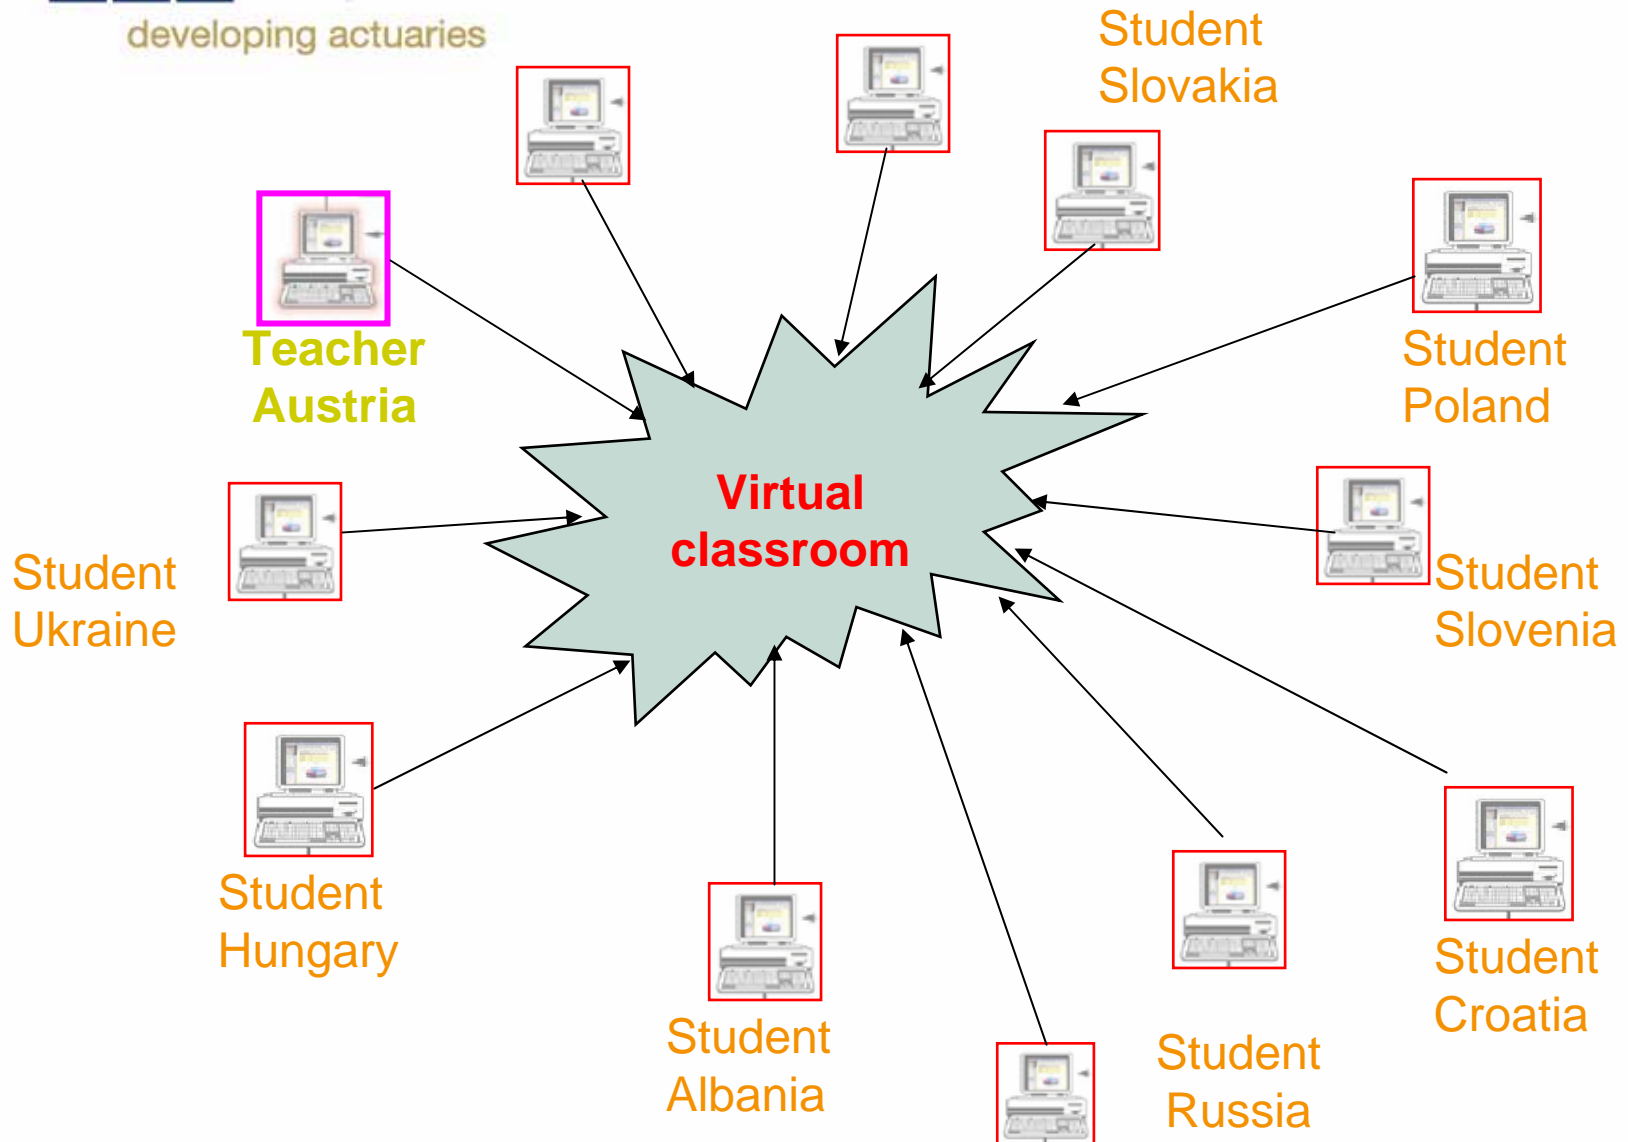 developing actuaries
Student
Slovakia
Teacher
Austria
Student
Poland
Virtual
classroom
Student
Ukraine
Student
Slovenia
Student
Hungary
Student
Croatia
Student
Albania
Student
Russia